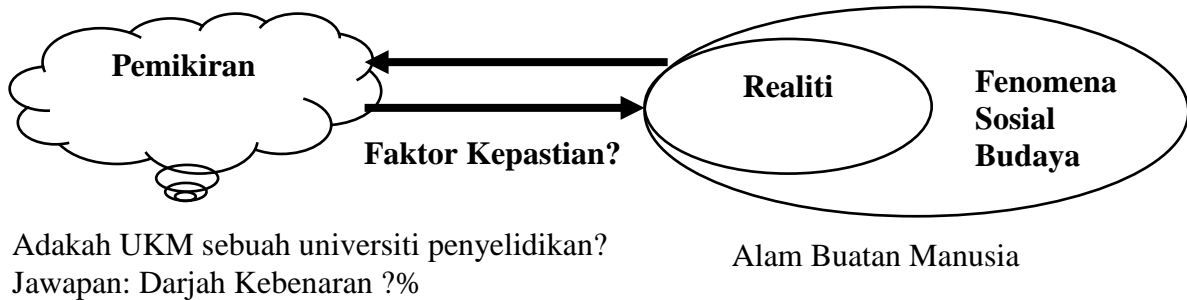 Pemikiran
Realiti
Fenomena
Sosial
Budaya
Faktor Kepastian?
Adakah UKM sebuah universiti penyelidikan?
Jawapan: Darjah Kebenaran ?%
Alam Buatan Manusia